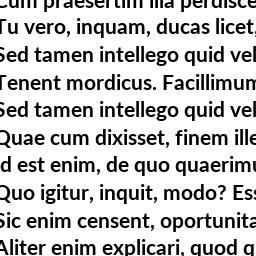 Cum praesertim illa perdisce
Tu vero, inquam, ducas licet,
Sed tamen intellego quid vel
Tenent mordicus. Facillimum
Sed tamen intellego quid vel
Quae cum dixisset, finem ille
Id est enim, de quo quaerimu
Quo igitur, inquit, modo? Es
Sic enim censent, oportunita
Aliter enim explicari, quod q